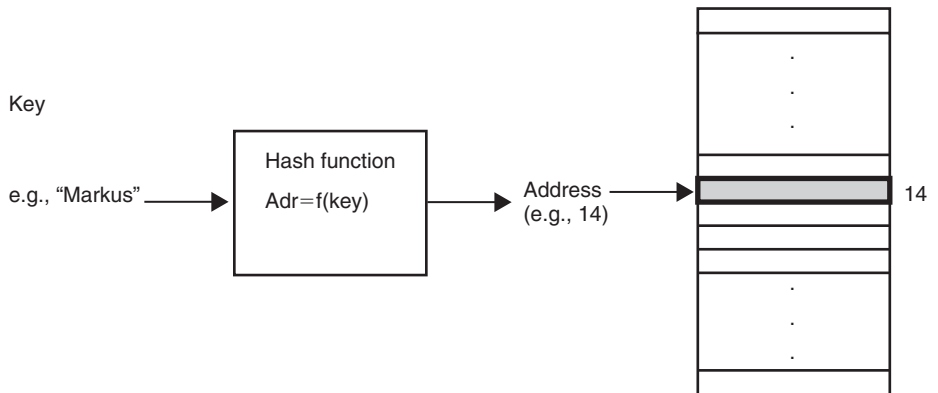 Key
e.g., “Markus”
Hash function
Adr=f(key)
Address
(e.g., 14)
14